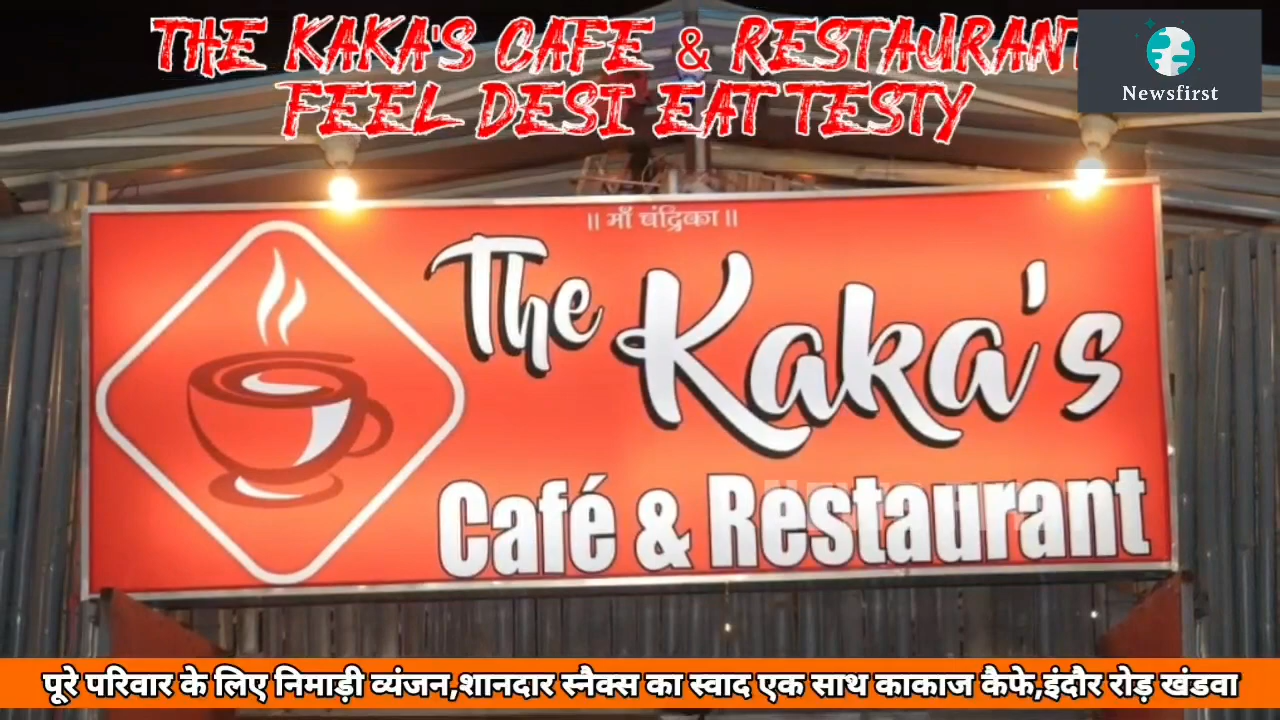 THE KAKA'S CAFE & RESTAURANT
FEEL DESI EAT TESTY
Newsfirst
॥ माँ चंद्रिका ॥
The Kaka's
Café & Restaurant
पूरे परिवार के लिए निमाड़ी व्यंजन,शानदार स्नैक्स का स्वाद एक साथ काकाज कैफे,इंदौर रोड़ खंडवा